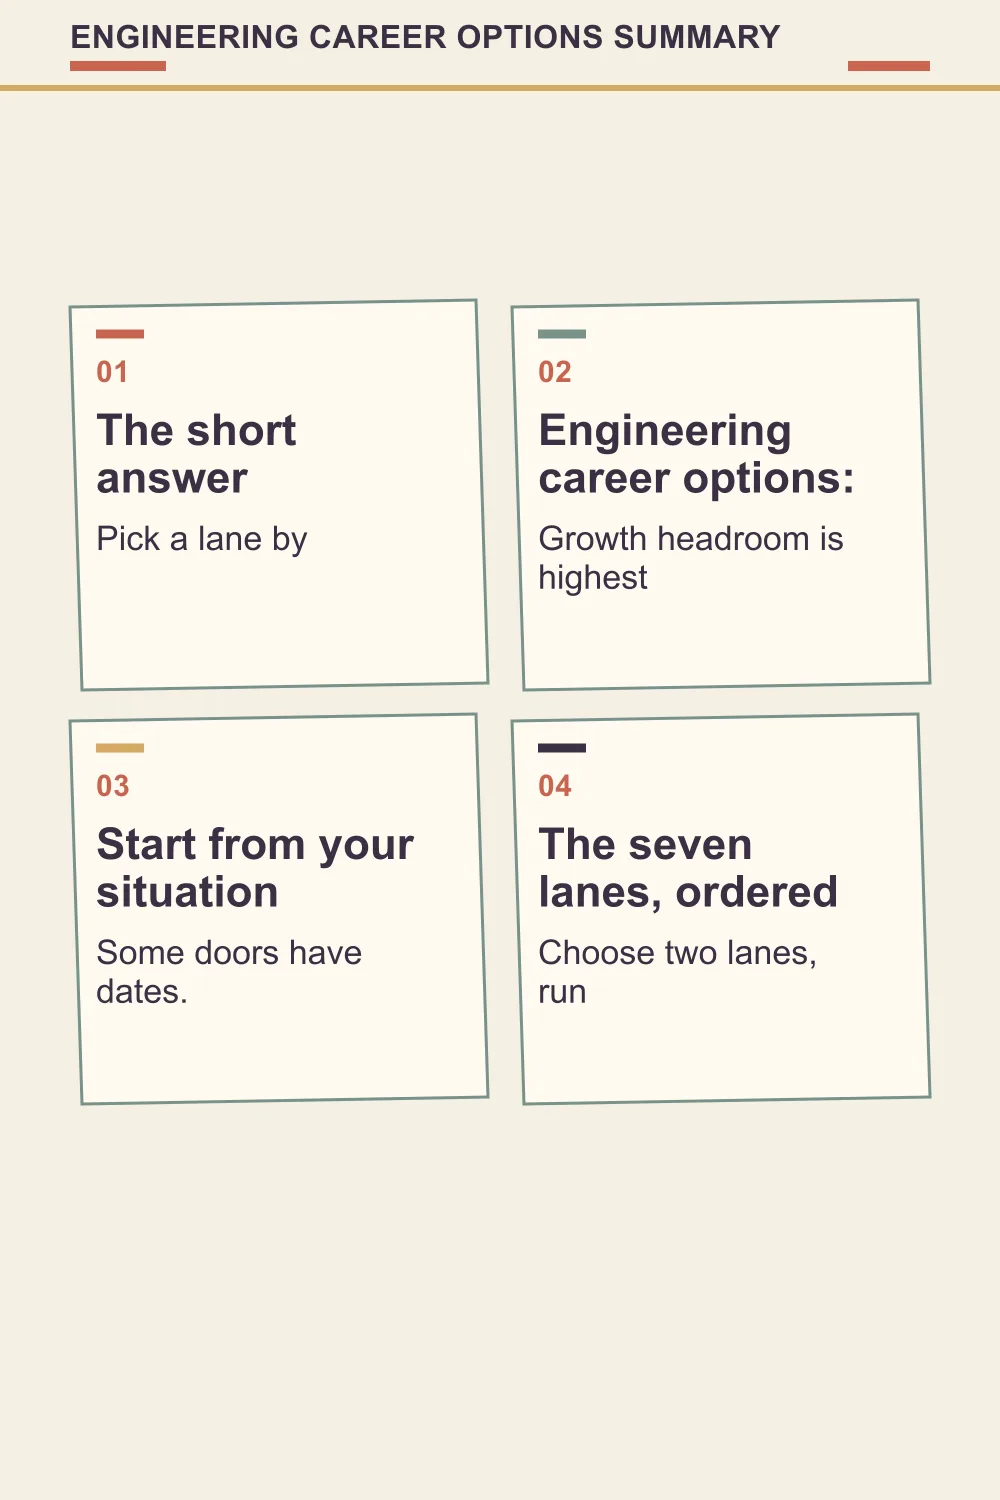 ENGINEERING CAREER OPTIONS SUMMARY
01
The short
answer
Pick a lane by
02
Engineering
career options:
Growth headroom is
highest
03
Start from your
situation
Some doors have
dates.
04
The seven
lanes, ordered
Choose two lanes,
run